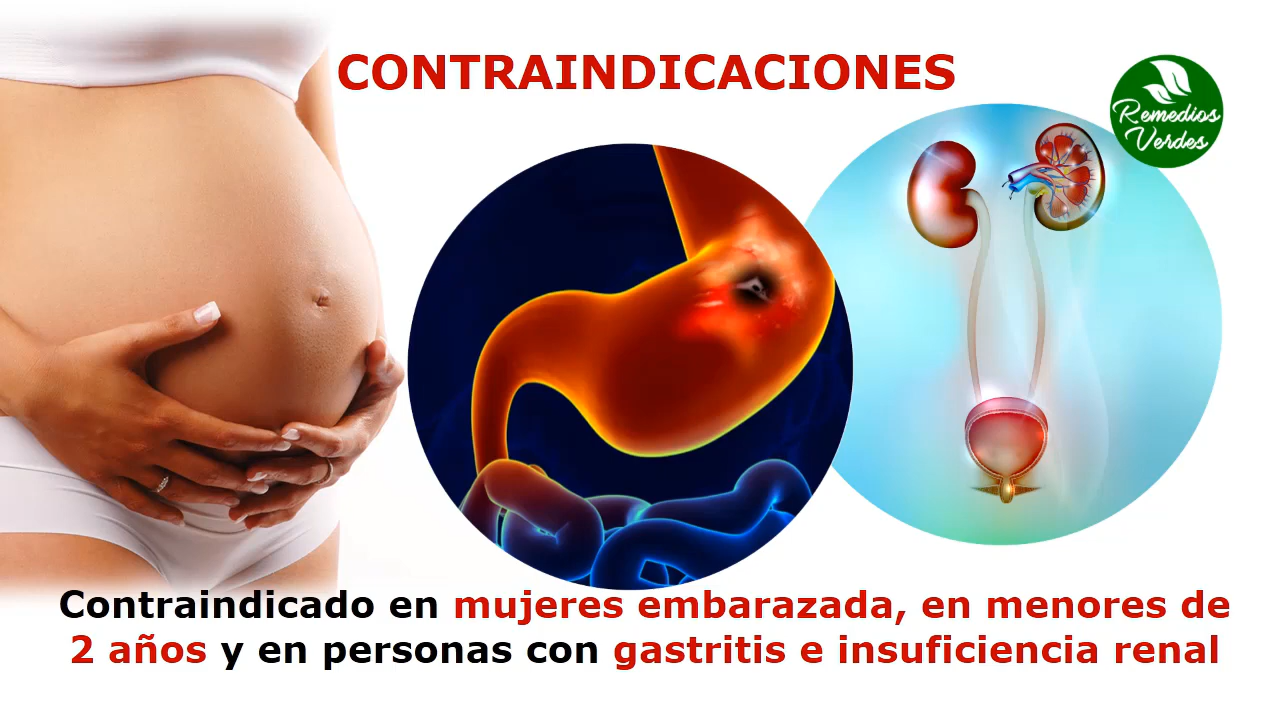 CONTRAINDICACIONES
Remedios
Verdes
Contraindicado en mujeres embarazada, en menores de
2 años y en personas con gastritis e insuficiencia renal